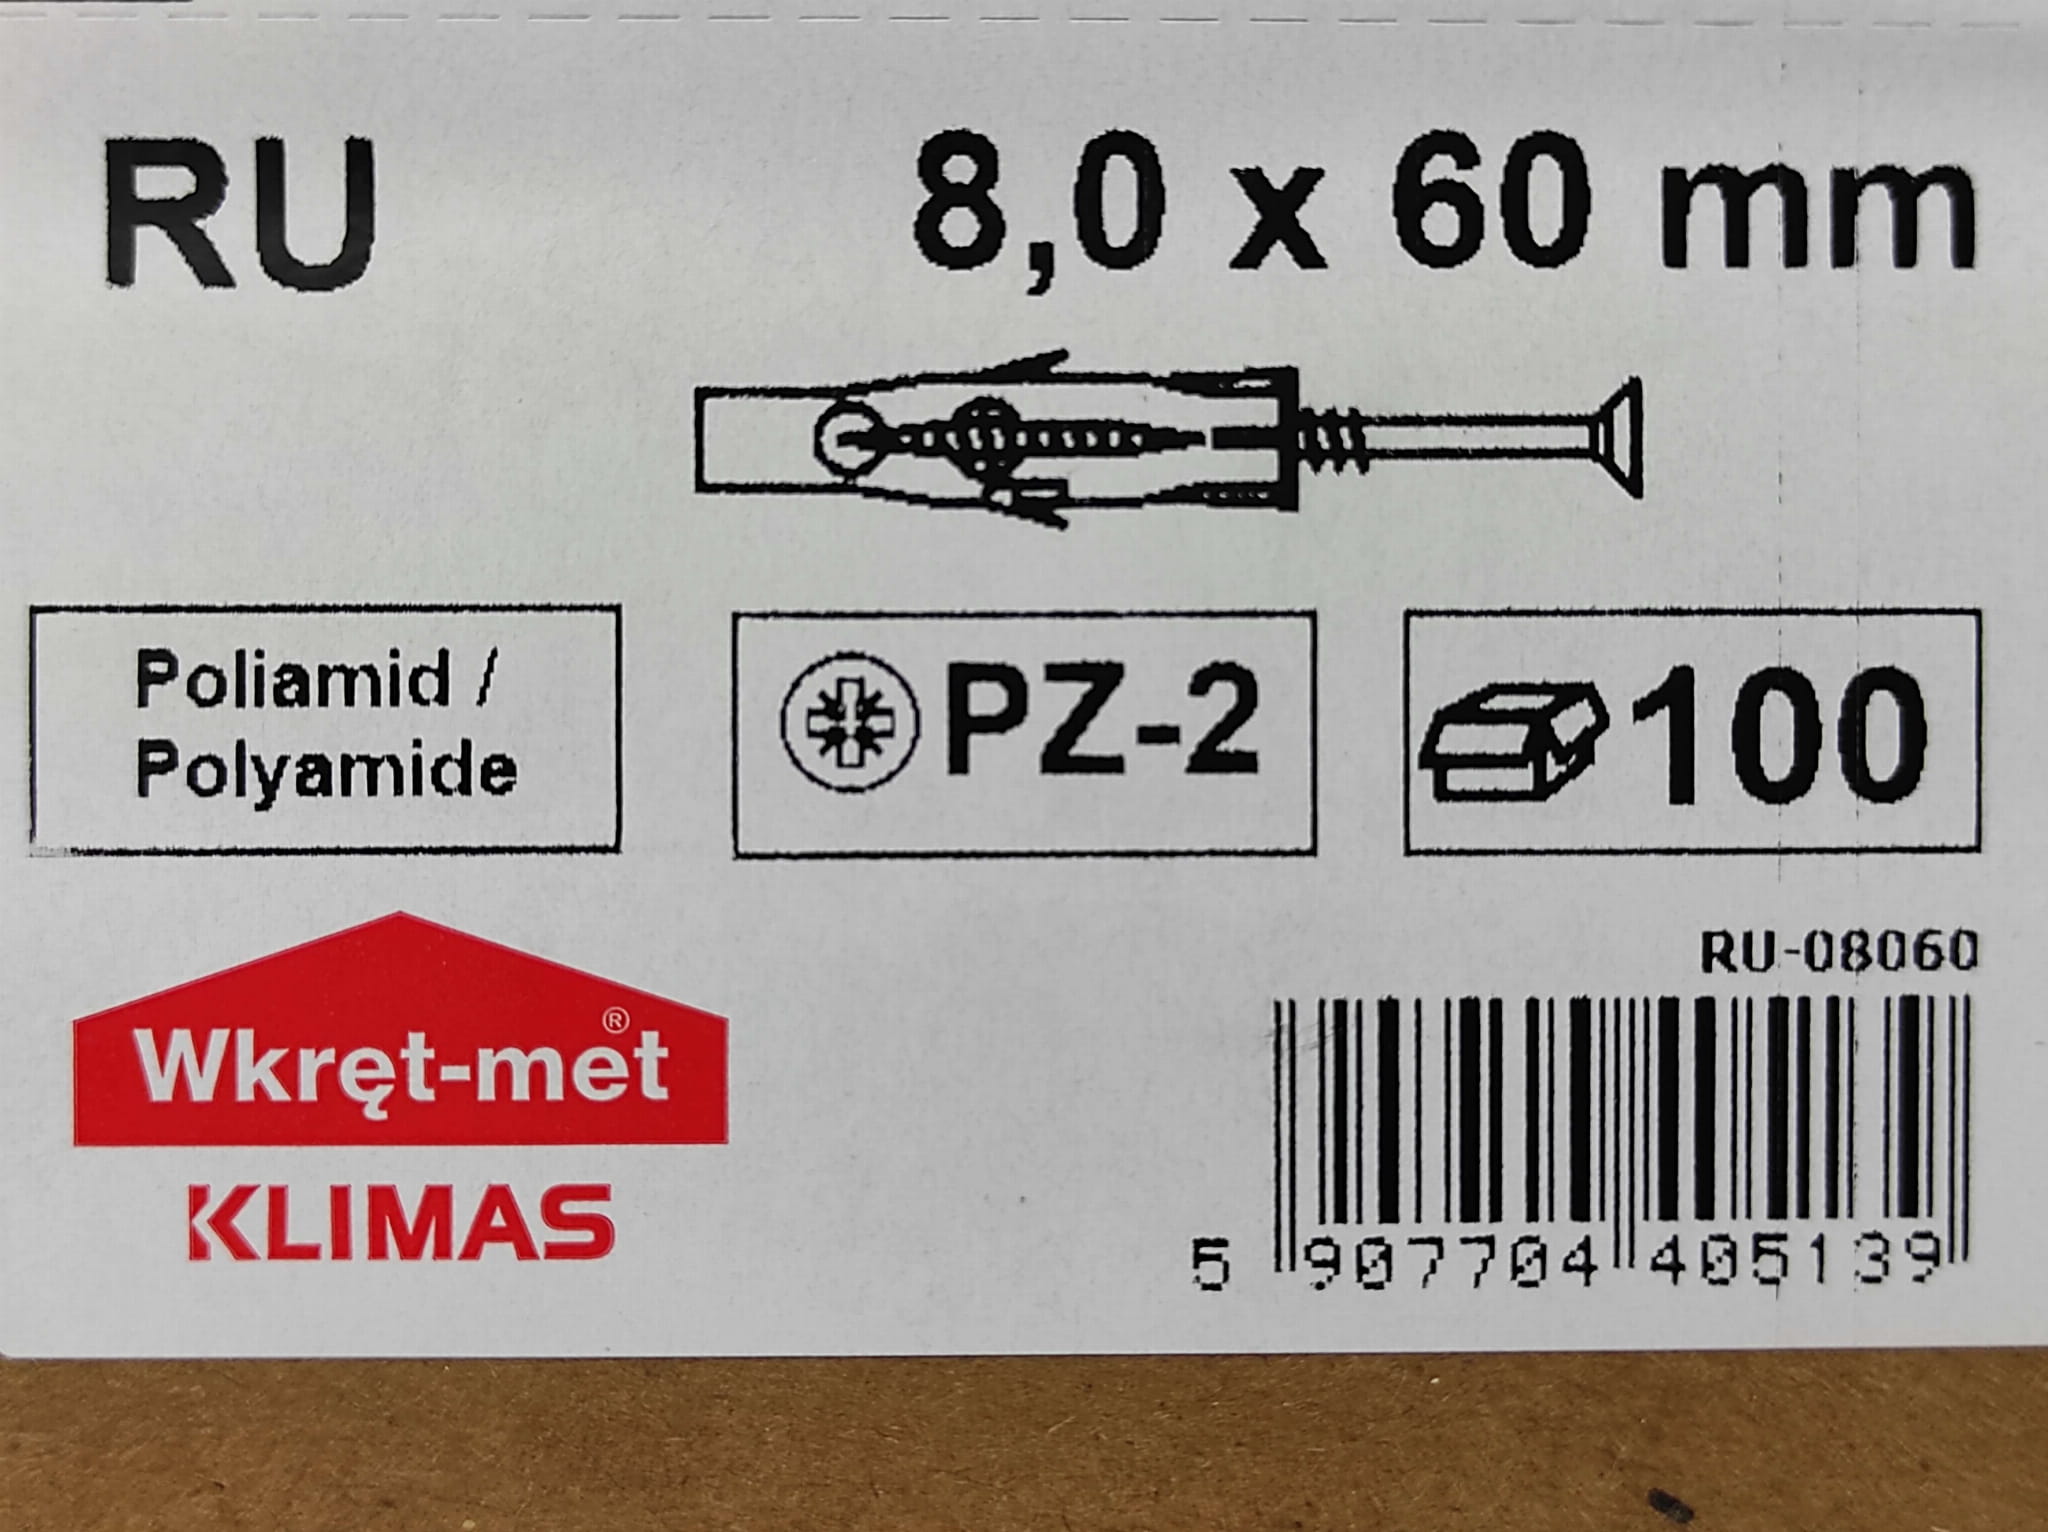 RU 8,0 x 60 mm
Poliamid /
Polyamide
PZ-2
100
RU-08060
Wkręt-met®
KLIMAS
5 907704 405139